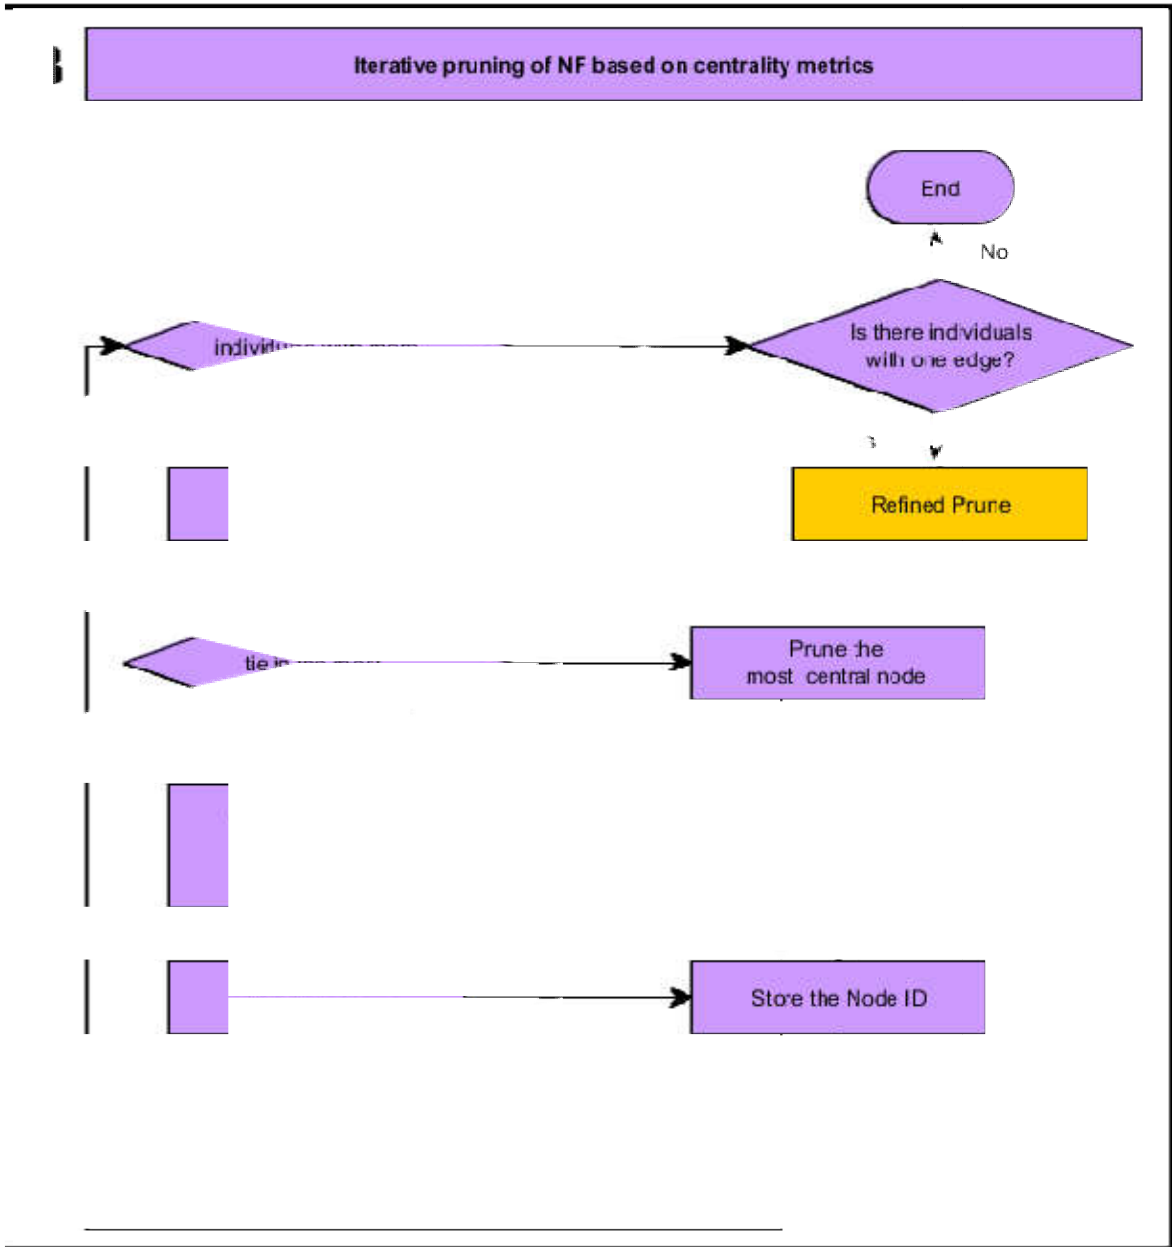 Iterative pruning of NF based on centrality metrics
End
No
Is there individuals
with one edge?
Refined Prune
tie
Prune the
most central node
Store the Node ID